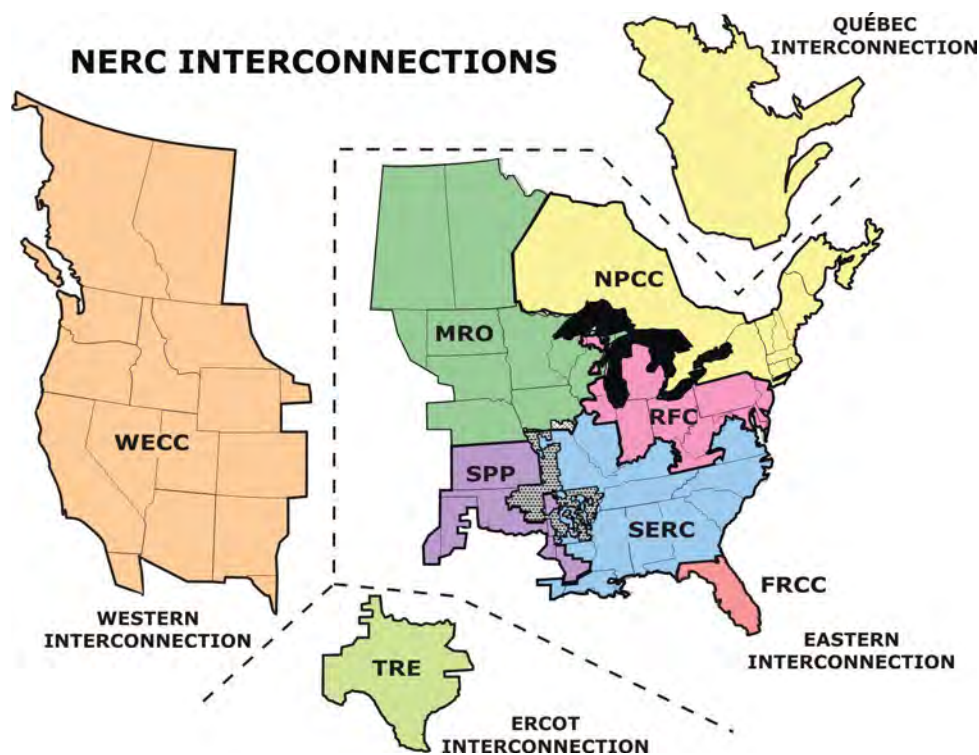 NERC INTERCONNECTIONS
QUÉBEC
INTERCONNECTION
NPCC
MRO
RFC
WECC
SPP
SERC
FRCC
WESTERN
INTERCONNECTION
EASTERN
INTERCONNECTION
TRE
ERCOT
INTERCONNECTION